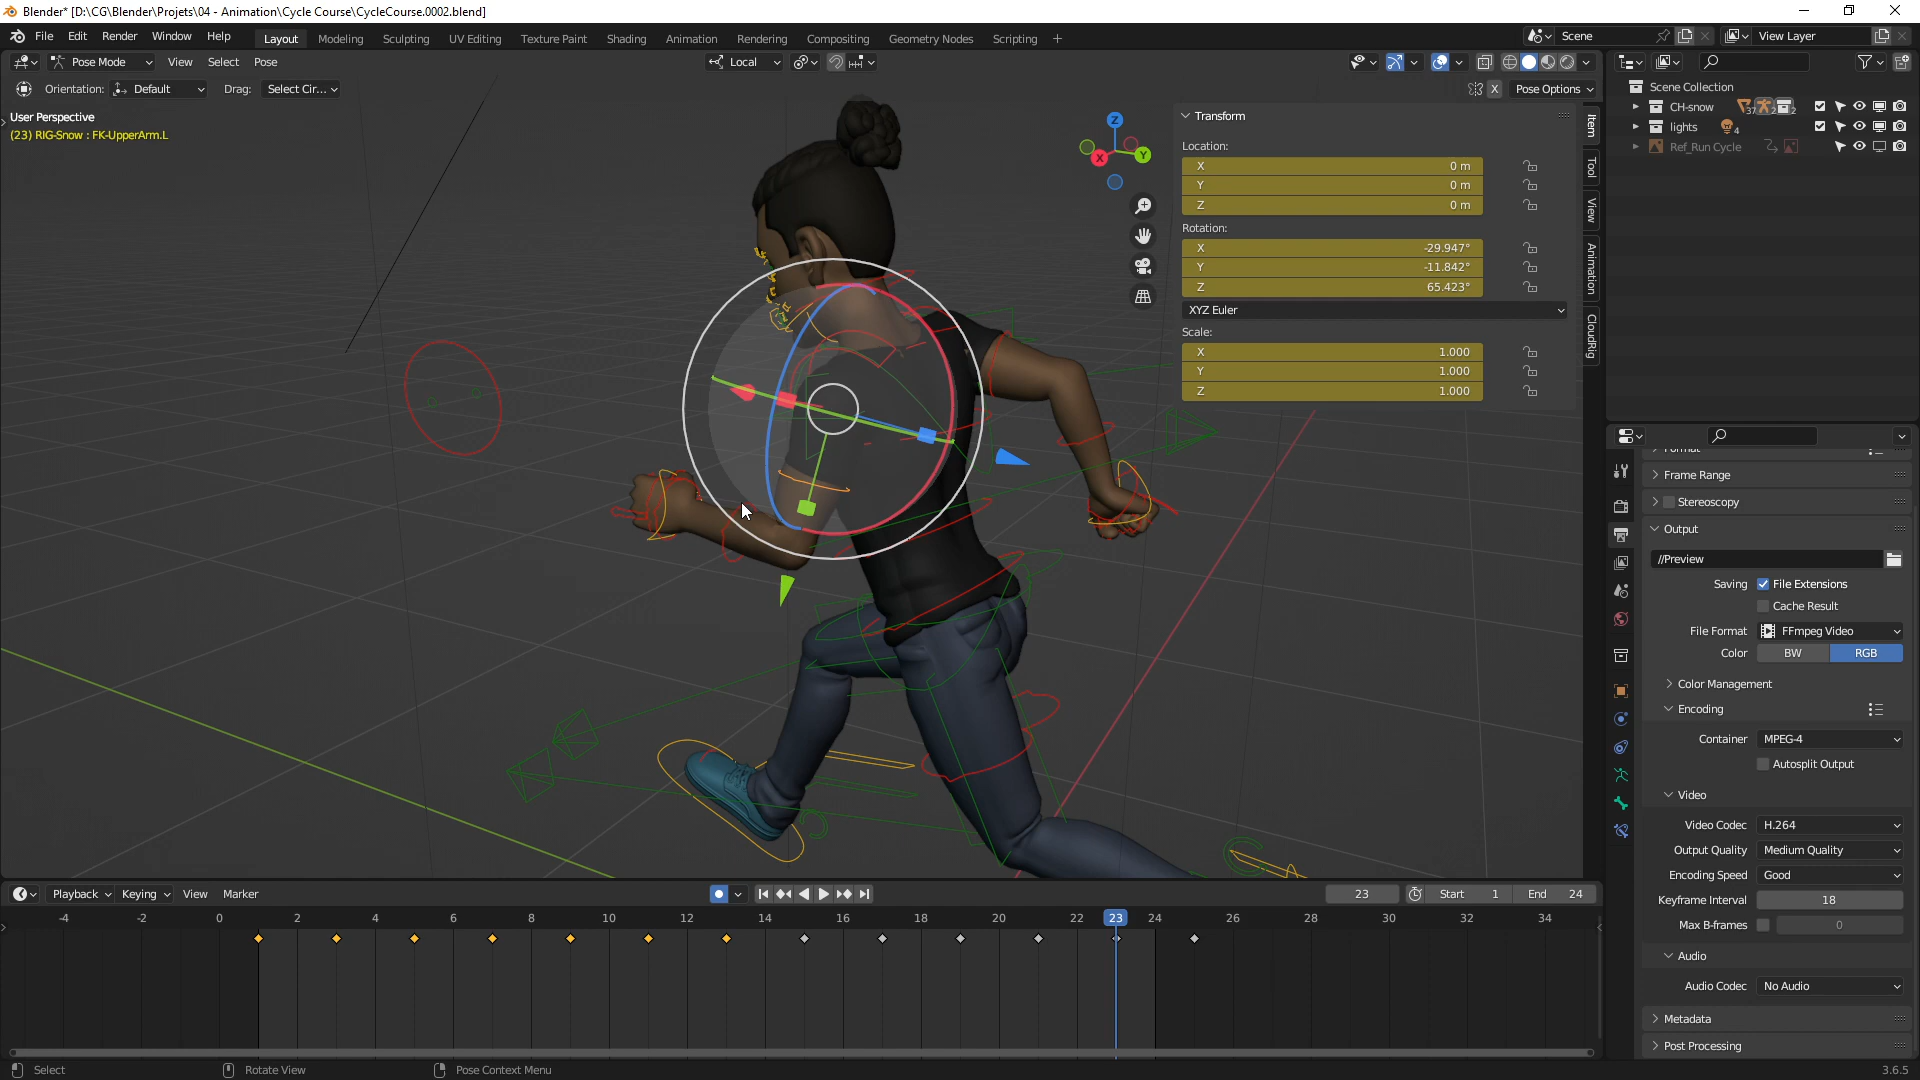 Blender* [D:\CG\Blender\Projets\04 - Animation\Cycle Course\CycleCourse.0002.blend]
File Edit Render Window Help Layout Modeling Sculpting UV Editing Texture Paint Shading Animation Rendering Compositing Geometry Nodes Scripting + Scene View Layer
Pose Mode View Select Pose Local
Orientation: Default Drag: Select Cir... X Pose Options
User Perspective
(23) RIG-Snow : FK-UpperArm.L
Z
Y
X
Transform
Location:
X 0 m
Y 0 m
Z 0 m
Rotation:
X -29.947°
Y -11.842°
Z 65.423°
XYZ Euler
Scale:
X 1.000
Y 1.000
Z 1.000
Item
Tool
View
Animation
CloudRig
Scene Collection
CH-snow 37 2 2
lights 4
Ref_Run Cycle
Format
Frame Range
Stereoscopy
Output
//Preview
Saving File Extensions
Cache Result
File Format FFmpeg Video
Color BW RGB
Color Management
Encoding
Container MPEG-4
Autosplit Output
Video
Video Codec H.264
Output Quality Medium Quality
Encoding Speed Good
Keyframe Interval 18
Max B-frames 0
Audio
Audio Codec No Audio
Metadata
Post Processing
Playback Keying View Marker 23 Start 1 End 24
-4 -2 0 2 4 6 8 10 12 14 16 18 20 22 23 24 26 28 30 32 34
Select Rotate View Pose Context Menu 3.6.5